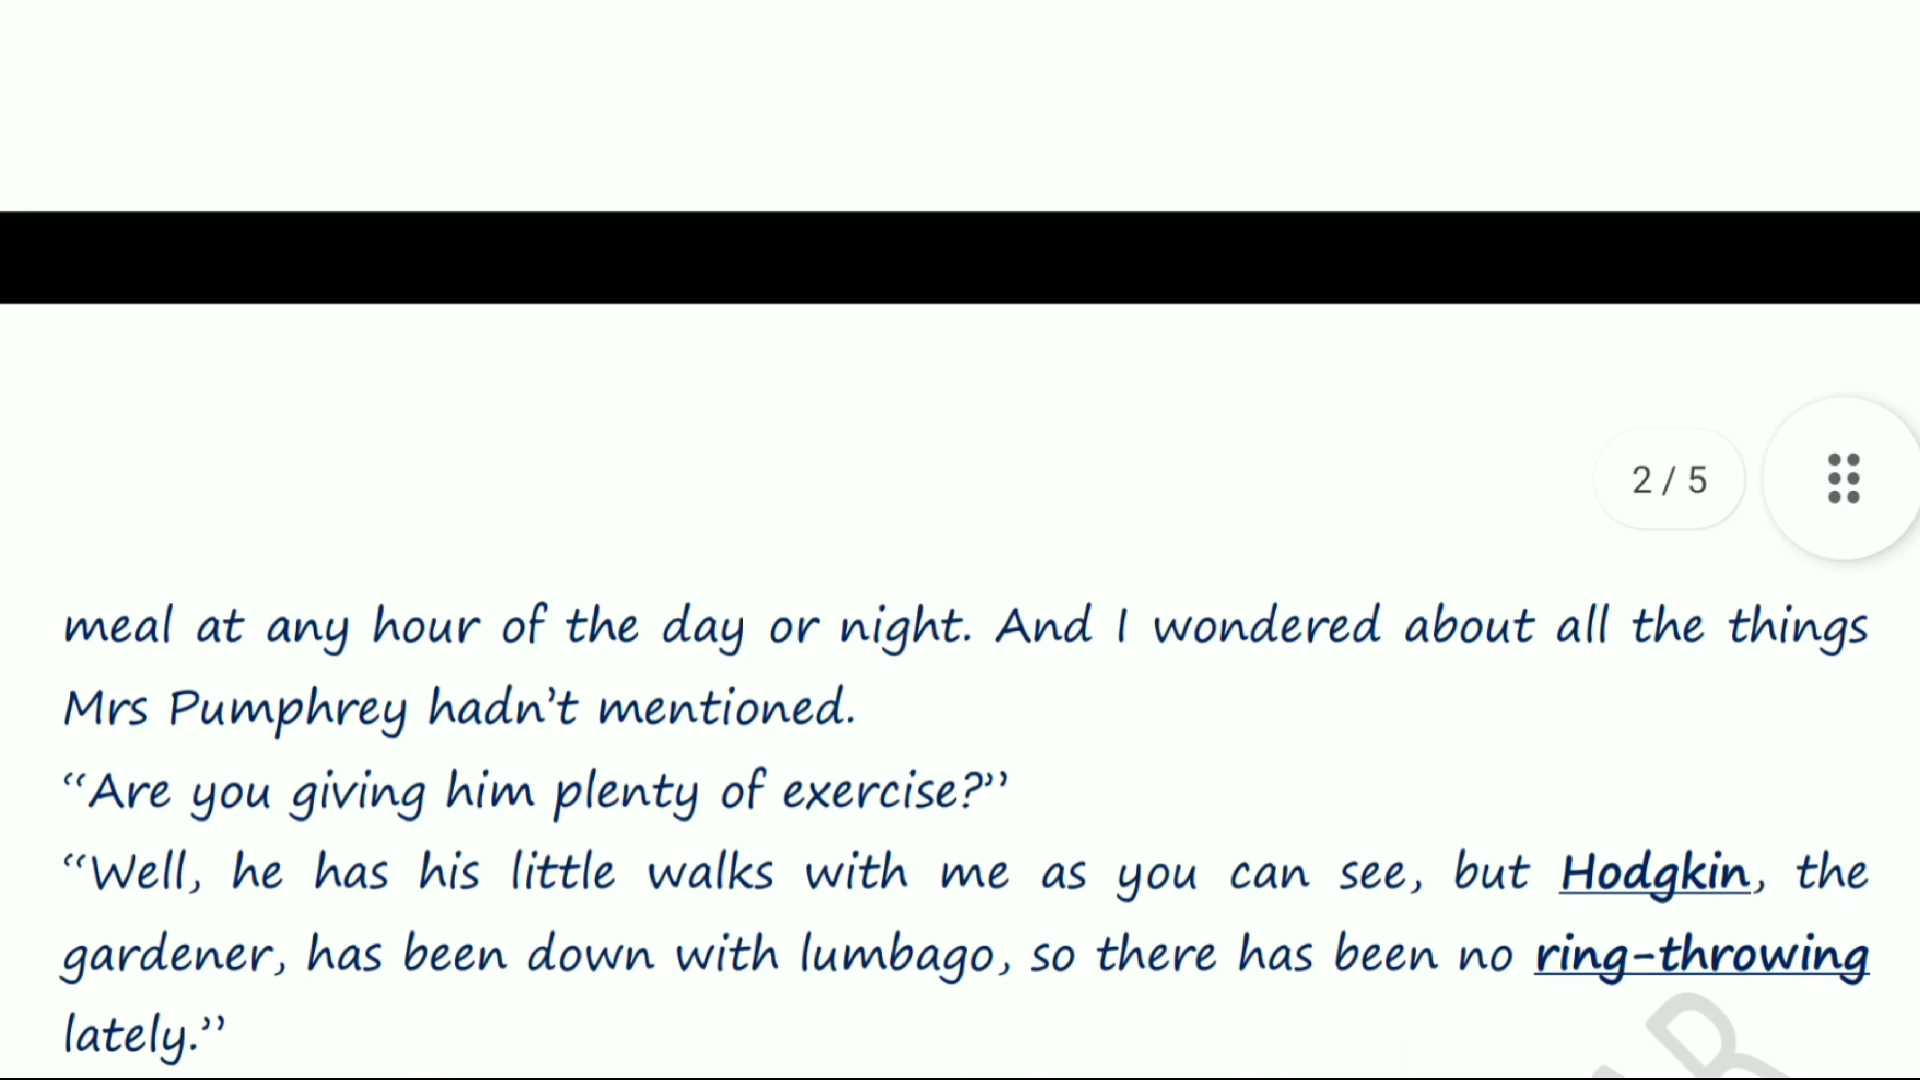 2 / 5
meal at any hour of the day or night. And I wondered about all the things
Mrs Pumphrey hadn’t mentioned.
“Are you giving him plenty of exercise?”
“Well, he has his little walks with me as you can see, but Hodgkin, the
gardener, has been down with lumbago, so there has been no ring-throwing
lately.”